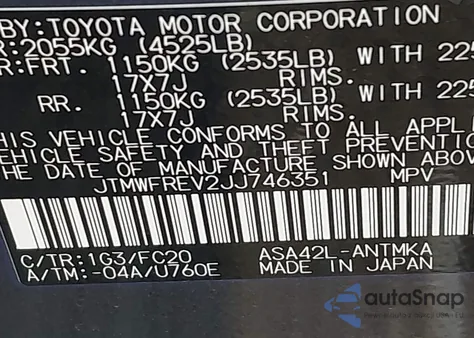 BY:TOYOTA MOTOR CORPORATION
R:2055KG (4525LB)
R:FRT. 1150KG (2535LB) WITH 225
17X7J RIMS.
RR. 1150KG (2535LB) WITH 225
17X7J RIMS.
HIS VEHICLE CONFORMS TO ALL APPL
VEHICLE SAFETY AND THEFT PREVENTIO
HE DATE OF MANUFACTURE SHOWN ABOV
JTMWFREV2JJ746351 MPV
C/TR:1G3/FC20 ASA42L-ANTMKA
A/TM:-04A/U760E MADE IN JAPAN
autoSnap